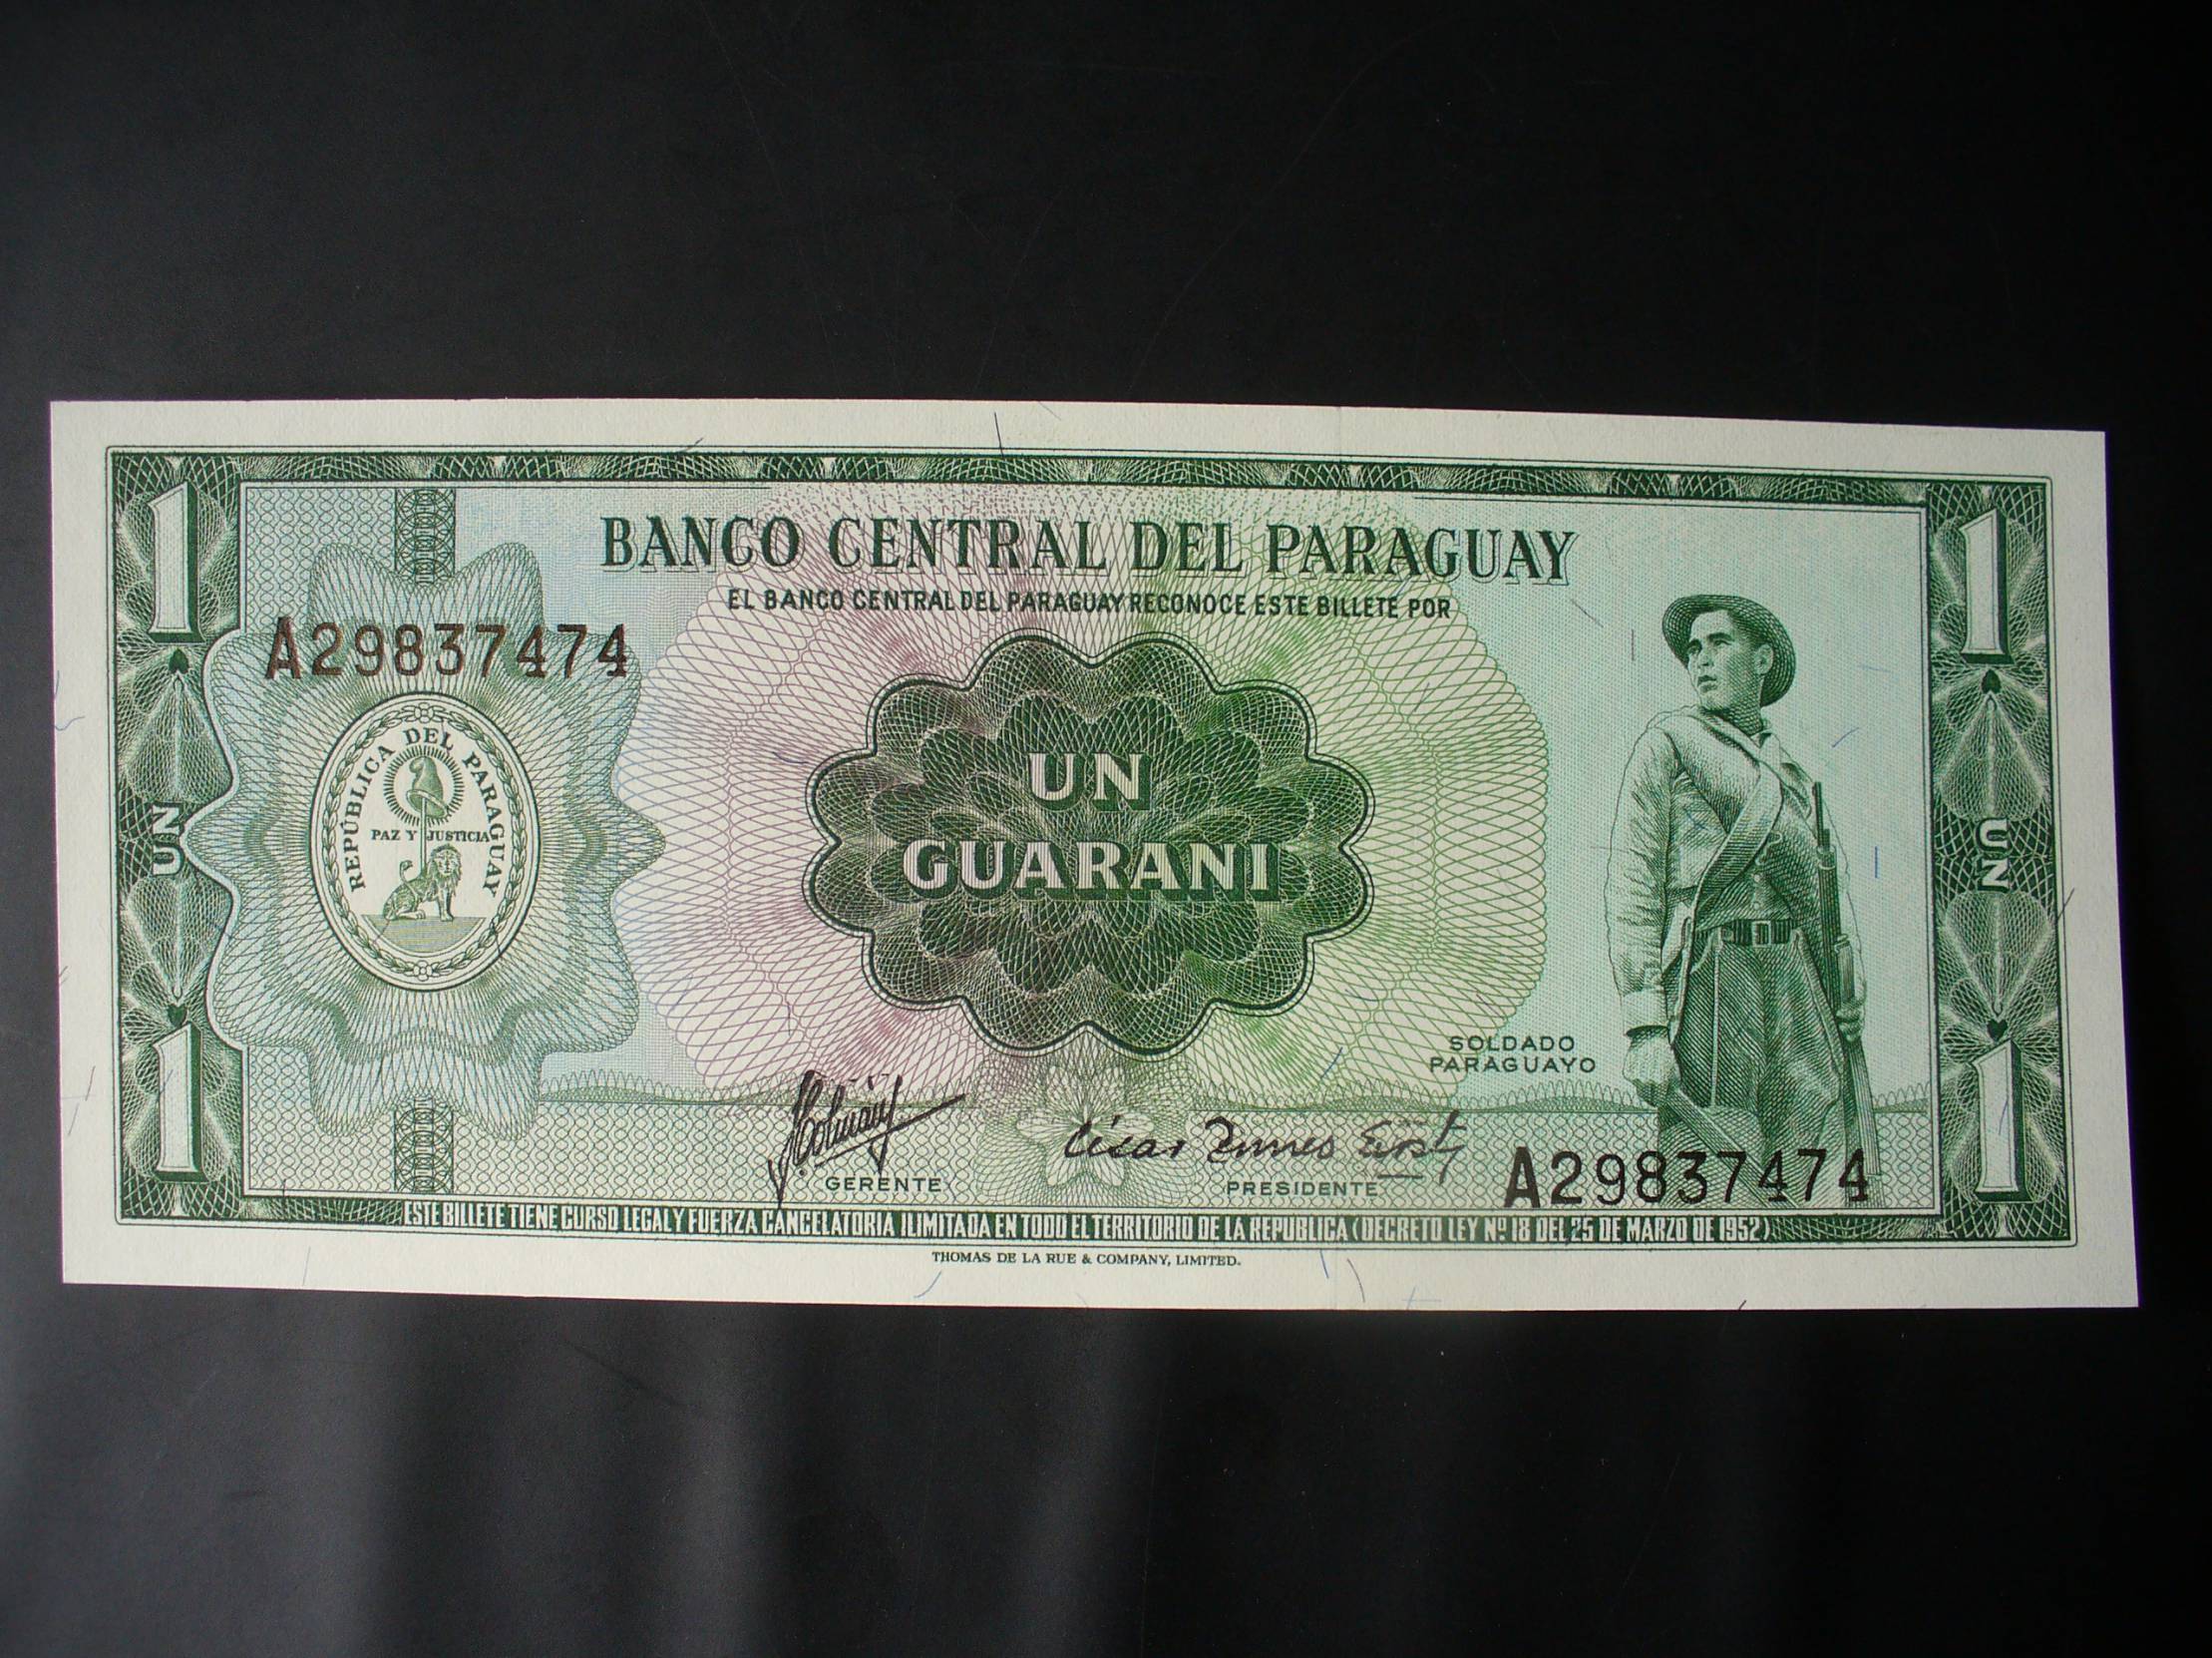 1
1
BANCO CENTRAL DEL PARAGUAY
EL BANCO CENTRAL DEL PARAGUAY RECONOCE ESTE BILLETE POR
A29837474
REPÚBLICA DEL PARAGUAY
PAZ Y JUSTICIA
UN
GUARANI
UN
UN
SOLDADO
PARAGUAYO
GERENTE
PRESIDENTE
A29837474
1
1
ESTE BILLETE TIENE CURSO LEGAL Y FUERZA CANCELATORIA ILIMITADA EN TODO EL TERRITORIO DE LA REPUBLICA (DECRETO LEY Nº 18 DEL 25 DE MARZO DE 1952)
THOMAS DE LA RUE & COMPANY, LIMITED.